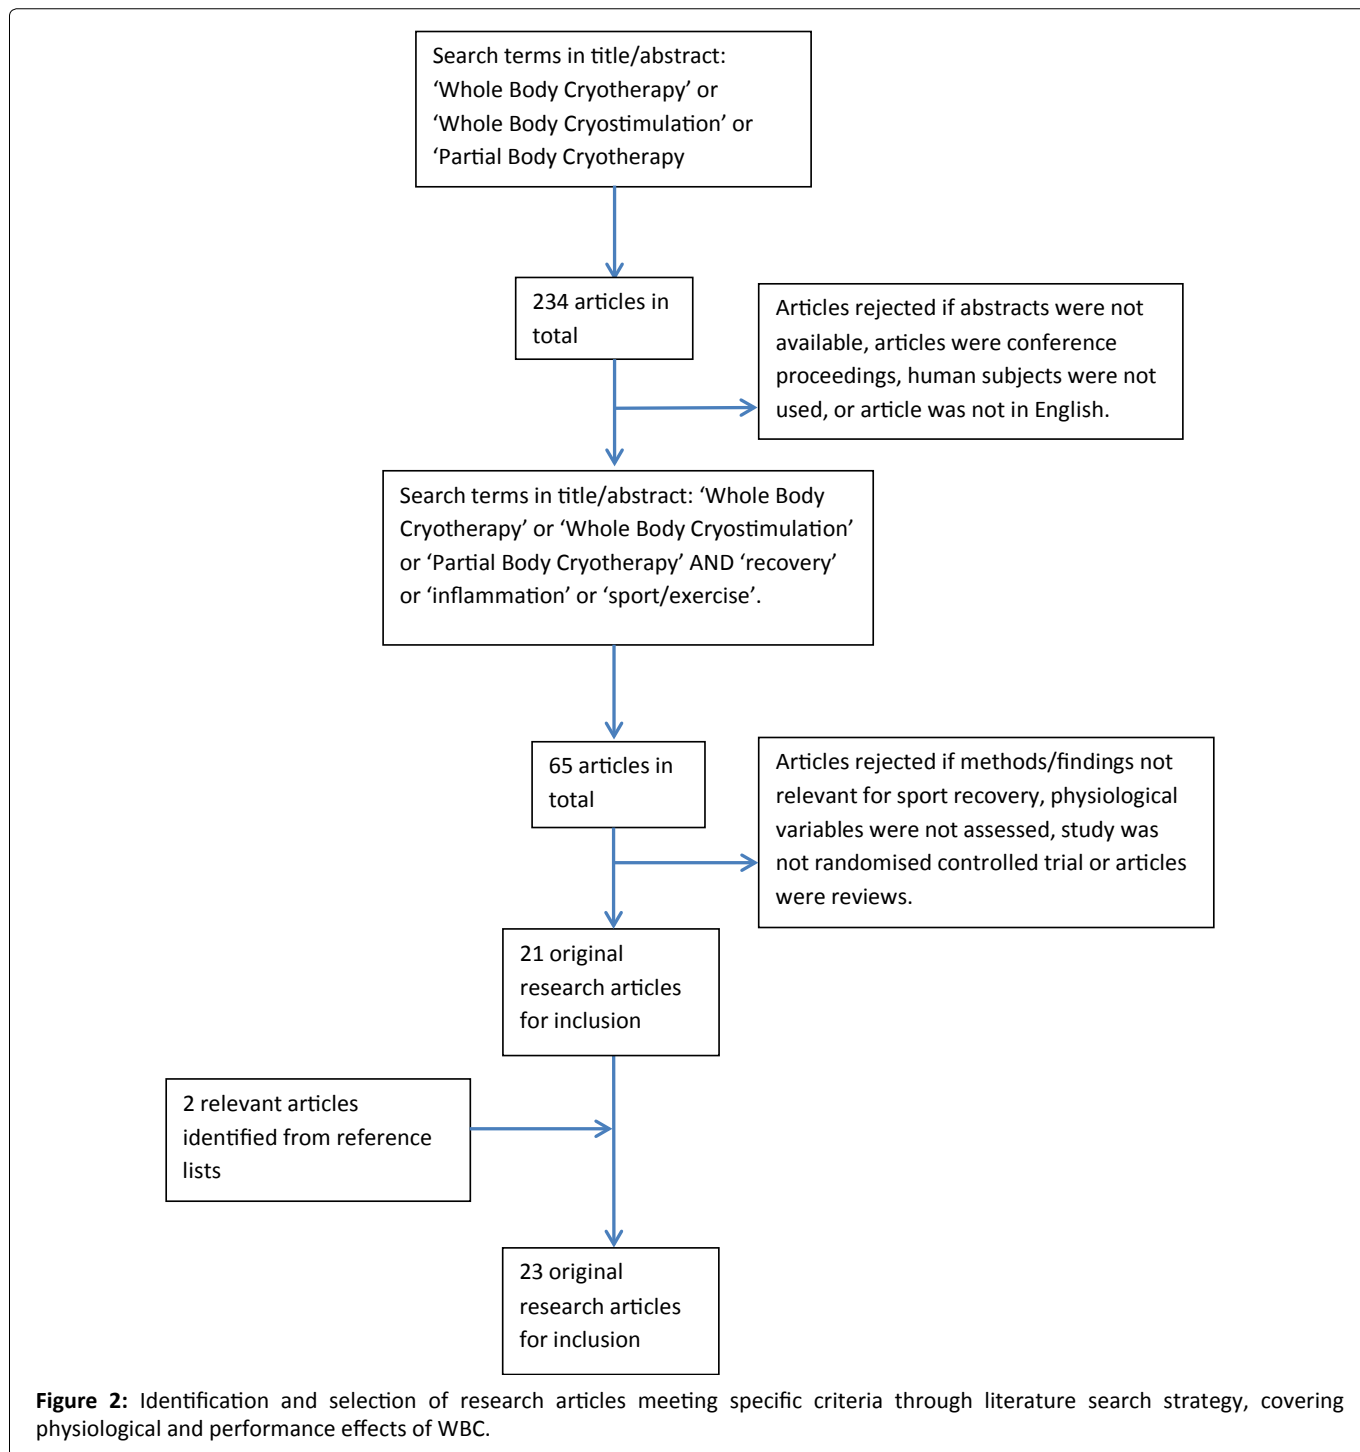 Search terms in title/abstract:
‘Whole Body Cryotherapy’ or
‘Whole Body Cryostimulation’ or
‘Partial Body Cryotherapy
234 articles in
total
Articles rejected if abstracts were not
available, articles were conference
proceedings, human subjects were not
used, or article was not in English.
Search terms in title/abstract: ‘Whole Body
Cryotherapy’ or ‘Whole Body Cryostimulation’
or ‘Partial Body Cryotherapy’ AND ‘recovery’
or ‘inflammation’ or ‘sport/exercise’.
65 articles in
total
Articles rejected if methods/findings not
relevant for sport recovery, physiological
variables were not assessed, study was
not randomised controlled trial or articles
were reviews.
21 original
research articles
for inclusion
2 relevant articles
identified from reference
lists
23 original
research articles
for inclusion
Figure 2: Identification and selection of research articles meeting specific criteria through literature search strategy, covering
physiological and performance effects of WBC.